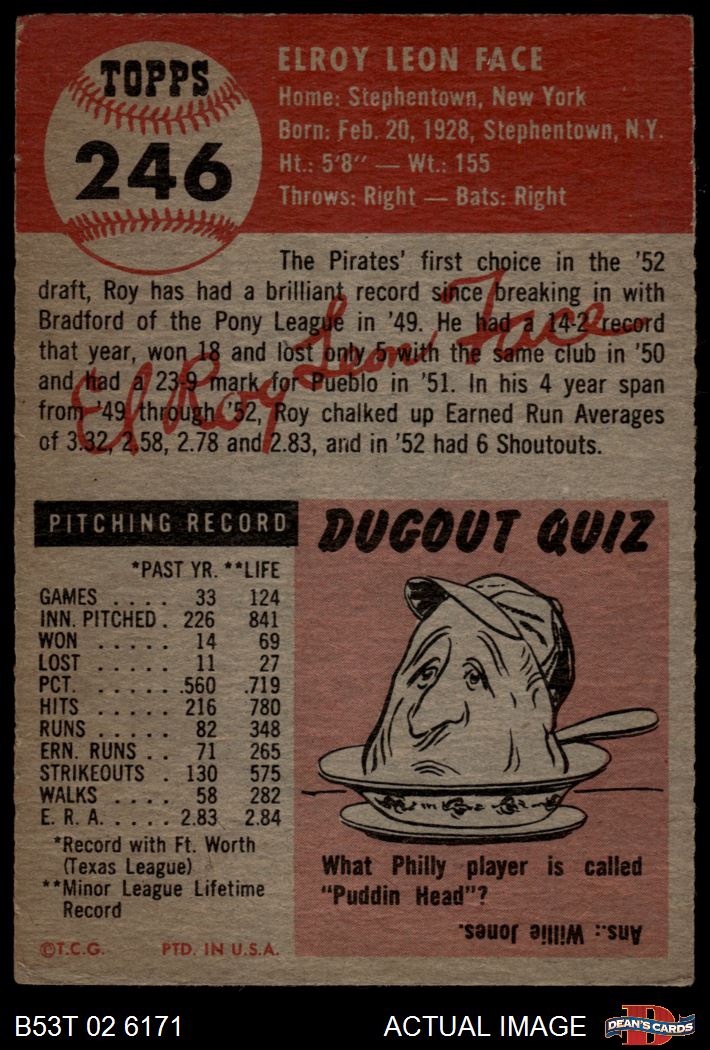 TOPPS
246
ELROY LEON FACE
Home: Stephentown, New York
Born: Feb. 20, 1928, Stephentown, N.Y.
Ht.: 5'8" — Wt.: 155
Throws: Right — Bats: Right
The Pirates' first choice in the '52
draft, Roy has had a brilliant record since breaking in with
Bradford of the Pony League in '49. He had a 14-2 record
that year, won 18 and lost only 5 with the same club in '50
and had a 23-9 mark for Pueblo in '51. In his 4 year span
from '49 through '52, Roy chalked up Earned Run Averages
of 3.32, 2.58, 2.78 and 2.83, and in '52 had 6 Shoutouts.
El Roy Leon Face
PITCHING RECORD
*PAST YR. **LIFE
GAMES .... 33 124
INN. PITCHED . 226 841
WON ..... 14 69
LOST ..... 11 27
PCT. ..... .560 .719
HITS ..... 216 780
RUNS ..... 82 348
ERN. RUNS .. 71 265
STRIKEOUTS . 130 575
WALKS .... 58 282
E. R. A. .... 2.83 2.84
*Record with Ft. Worth
(Texas League)
**Minor League Lifetime
Record
©T.C.G. PTD. IN U.S.A.
DUGOUT QUIZ
What Philly player is called
"Puddin Head"?
Ans.: Willie Jones.
B53T 02 6171 ACTUAL IMAGE
DEAN'S CARDS